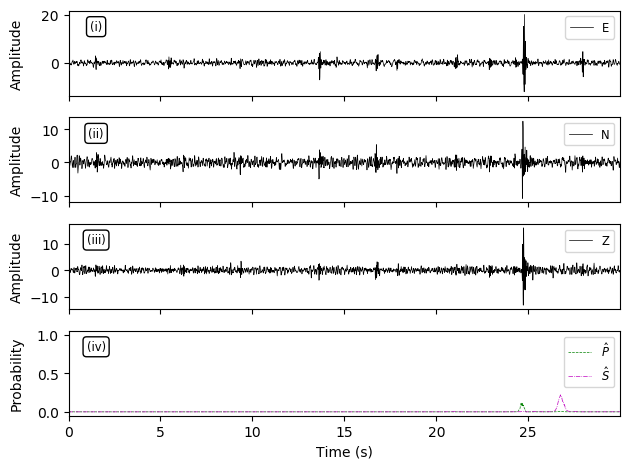 (i)
E
20
0
Amplitude
(ii)
N
10
0
−10
Amplitude
(iii)
Z
10
0
−10
Amplitude
(iv)
P̂
Ŝ
1.0
0.5
0.0
Probability
0 5 10 15 20 25
Time (s)